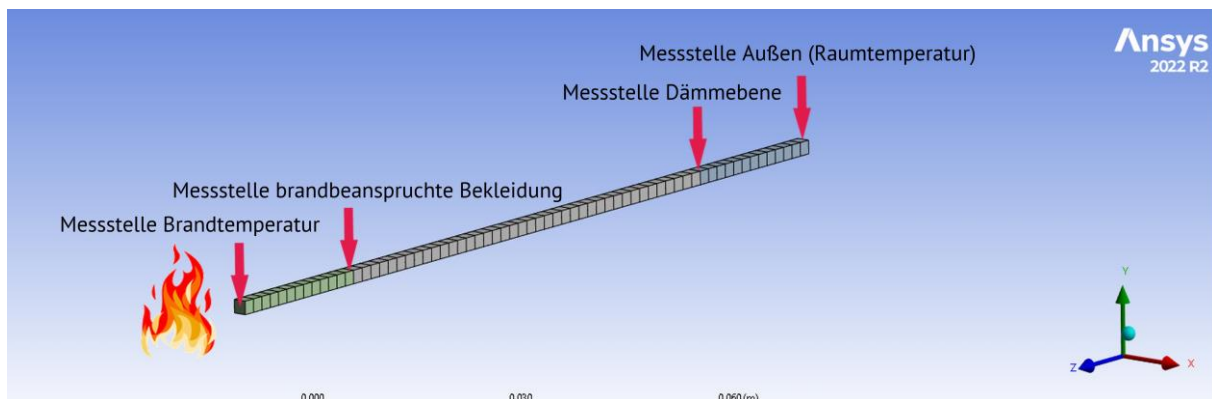 Ansys
2022 R2
Messstelle Außen (Raumtemperatur)
Messstelle Dämmebene
Messstelle brandbeanspruchte Bekleidung
Messstelle Brandtemperatur
Y
Z
X
0.000
0.030
0.060 (m)